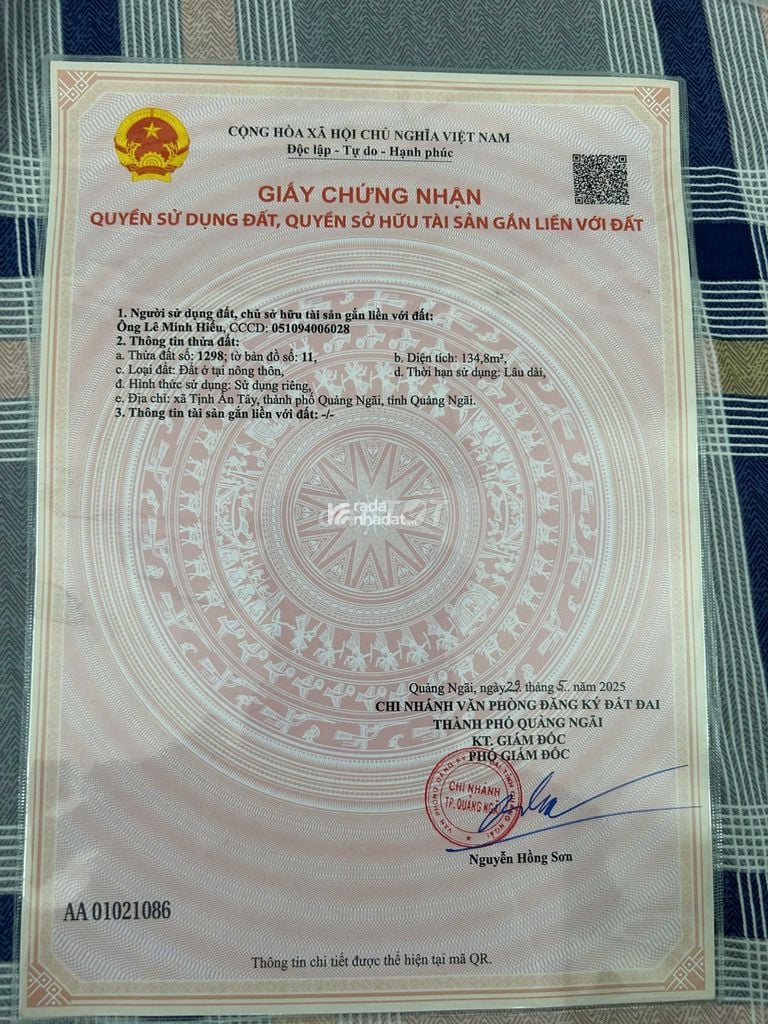 CỘNG HÒA XÃ HỘI CHỦ NGHĨA VIỆT NAM
Độc lập - Tự do - Hạnh phúc
GIẤY CHỨNG NHẬN
QUYỀN SỬ DỤNG ĐẤT, QUYỀN SỞ HỮU TÀI SẢN GẮN LIỀN VỚI ĐẤT
1. Người sử dụng đất, chủ sở hữu tài sản gắn liền với đất:
Ông Lê Minh Hiếu, CCCD: 051094006028
2. Thông tin thửa đất:
a. Thửa đất số: 1298; tờ bản đồ số: 11, b. Diện tích: 134,8m²,
c. Loại đất: Đất ở tại nông thôn, d. Thời hạn sử dụng: Lâu dài,
đ. Hình thức sử dụng: Sử dụng riêng,
e. Địa chỉ: xã Tịnh Ấn Tây, thành phố Quảng Ngãi, tỉnh Quảng Ngãi.
3. Thông tin tài sản gắn liền với đất: -/-
rada
nhadat
Quảng Ngãi, ngày 29 tháng 5 năm 2025
CHI NHÁNH VĂN PHÒNG ĐĂNG KÝ ĐẤT ĐAI
THÀNH PHỐ QUẢNG NGÃI
KT. GIÁM ĐỐC
PHÓ GIÁM ĐỐC
CHI NHÁNH
TP.QUẢNG NGÃI
Nguyễn Hồng Sơn
AA 01021086
Thông tin chi tiết được thể hiện tại mã QR.